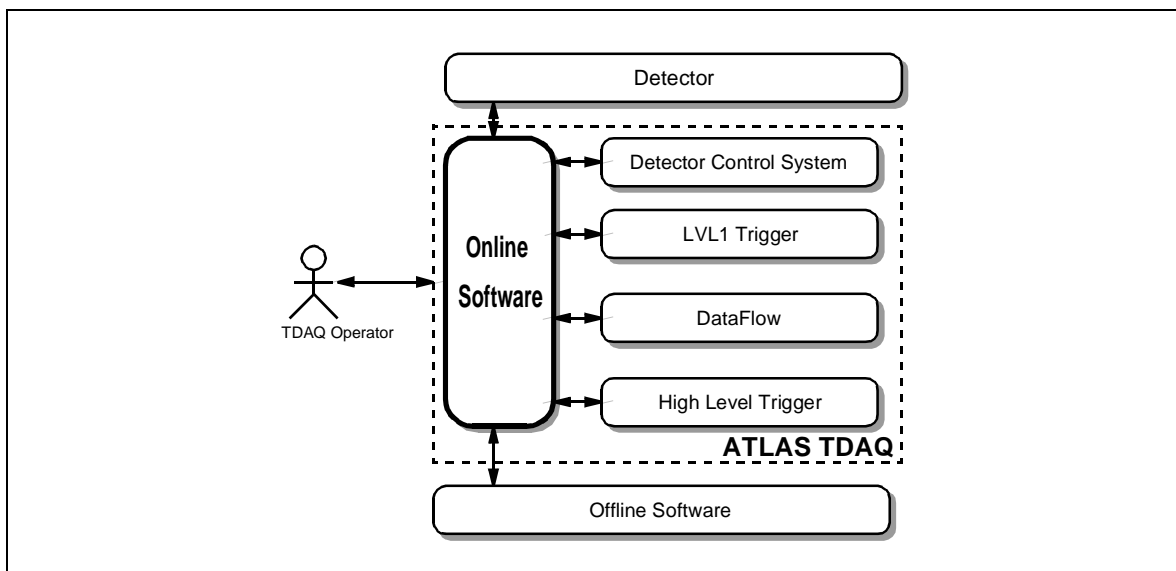 Detector
Detector Control System
LVL1 Trigger
Online
Software
DataFlow
TDAQ Operator
High Level Trigger
ATLAS TDAQ
Offline Software